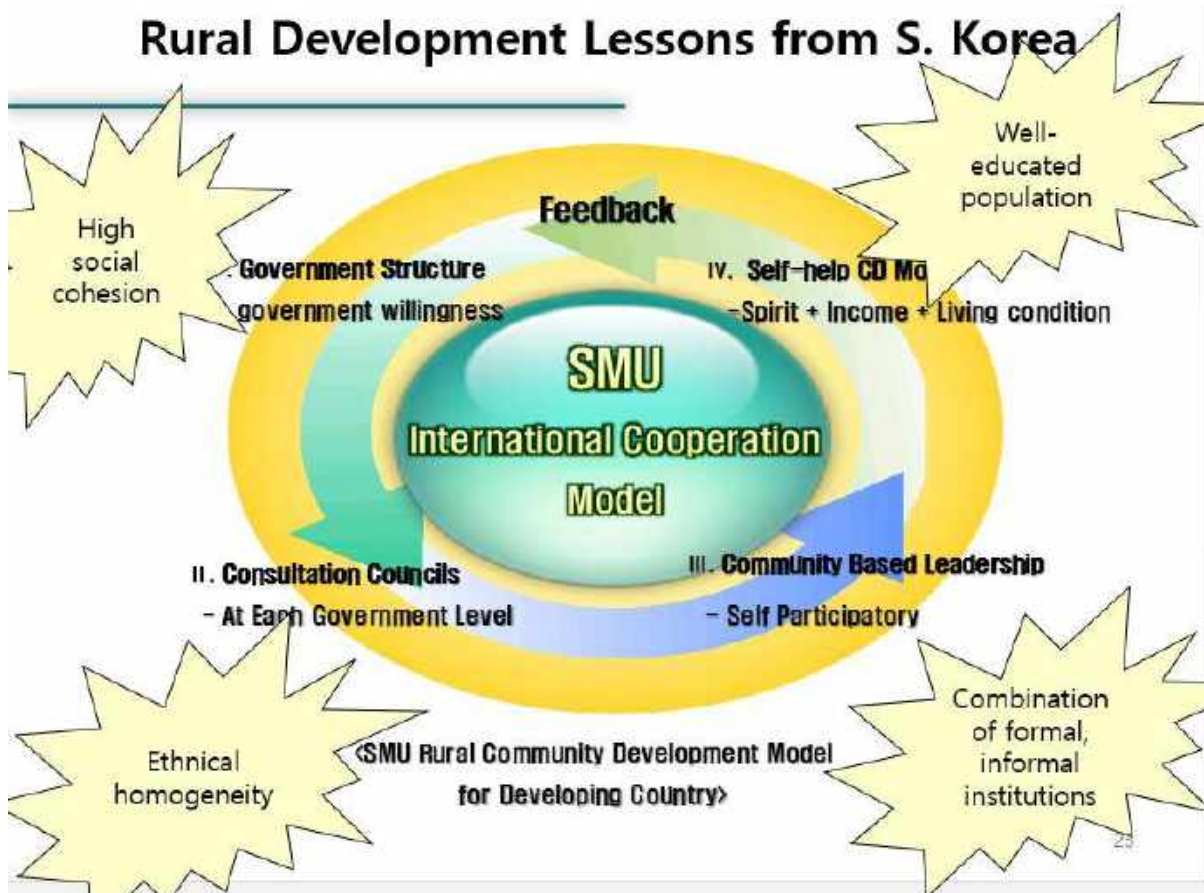 Rural Development Lessons from S. Korea
High
social
cohesion
Well-
educated
population
Feedback
. Government Structure
government willingness
IV. Self-help CD Mo
-Spirit + Income + Living condition
SMU
International Cooperation
Model
II. Consultation Councils
- At Each Government Level
III. Community Based Leadership
- Self Participatory
Ethnical
homogeneity
<SMU Rural Community Development Model
for Developing Country>
Combination
of formal,
informal
institutions